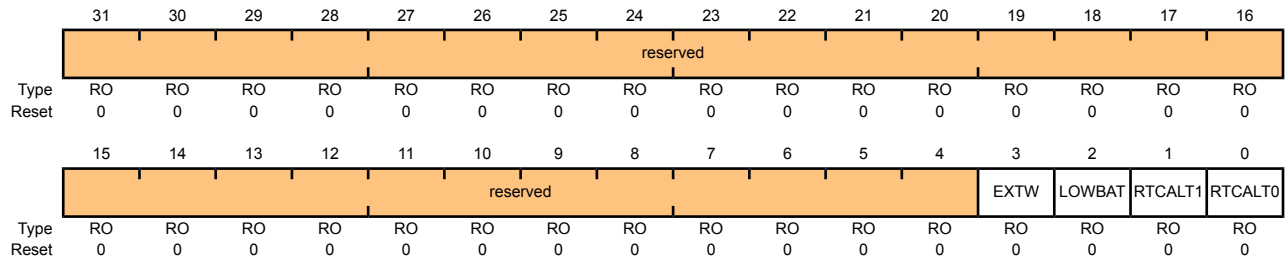 31 30 29 28 27 26 25 24 23 22 21 20 19 18 17 16
reserved
Type RO RO RO RO RO RO RO RO RO RO RO RO RO RO RO RO
Reset 0 0 0 0 0 0 0 0 0 0 0 0 0 0 0 0
15 14 13 12 11 10 9 8 7 6 5 4 3 2 1 0
reserved EXTW LOWBAT RTCALT1 RTCALT0
Type RO RO RO RO RO RO RO RO RO RO RO RO RO RO RO RO
Reset 0 0 0 0 0 0 0 0 0 0 0 0 0 0 0 0